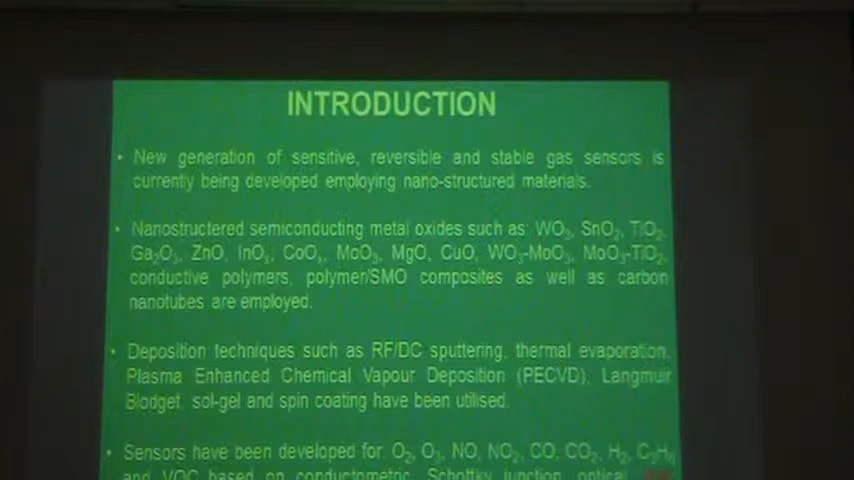 INTRODUCTION
• New generation of sensitive, reversible and stable gas sensors is
currently being developed employing nano-structured materials.
• Nanostructered semiconducting metal oxides such as: WO₃, SnO₂, TiO₂,
Ga₂O₃, ZnO, InOₓ, CoOₓ, MoO₃, MgO, CuO, WO₃-MoO₃, MoO₃-TiO₂,
conductive polymers, polymer/SMO composites as well as carbon
nanotubes are employed.
• Deposition techniques such as RF/DC sputtering, thermal evaporation,
Plasma Enhanced Chemical Vapour Deposition (PECVD), Langmuir
Blodget, sol-gel and spin coating have been utilised.
• Sensors have been developed for: O₂, O₃, NO, NO₂, CO, CO₂, H₂,
and VOC based on conductometric, Schottky junction, optical,